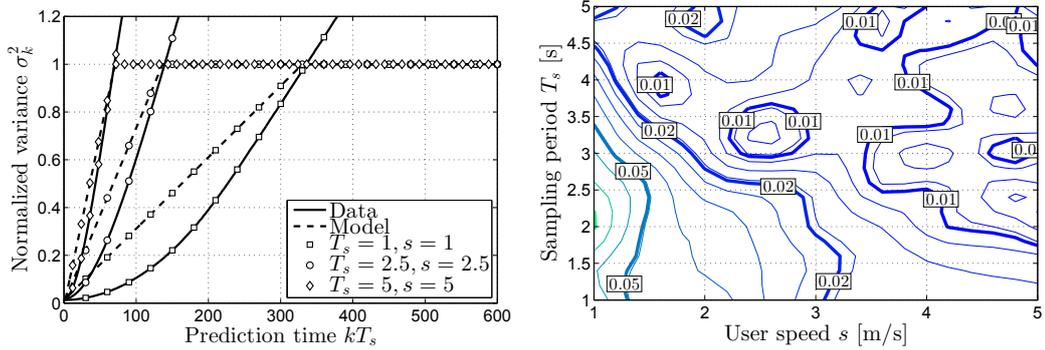 Normalized variance σ²ₖ
1.2
1
0.8
0.6
0.4
0.2
0
0 100 200 300 400 500 600
Prediction time kTₛ
Data
Model
Tₛ = 1, s = 1
Tₛ = 2.5, s = 2.5
Tₛ = 5, s = 5
Sampling period Tₛ [s]
5
4.5
4
3.5
3
2.5
2
1.5
1
1 2 3 4 5
User speed s [m/s]
0.02
0.01
0.01
0.01
0.01
0.01
0.01
0.02
0.01
0.05
0.02
0.01
0.05
0.02